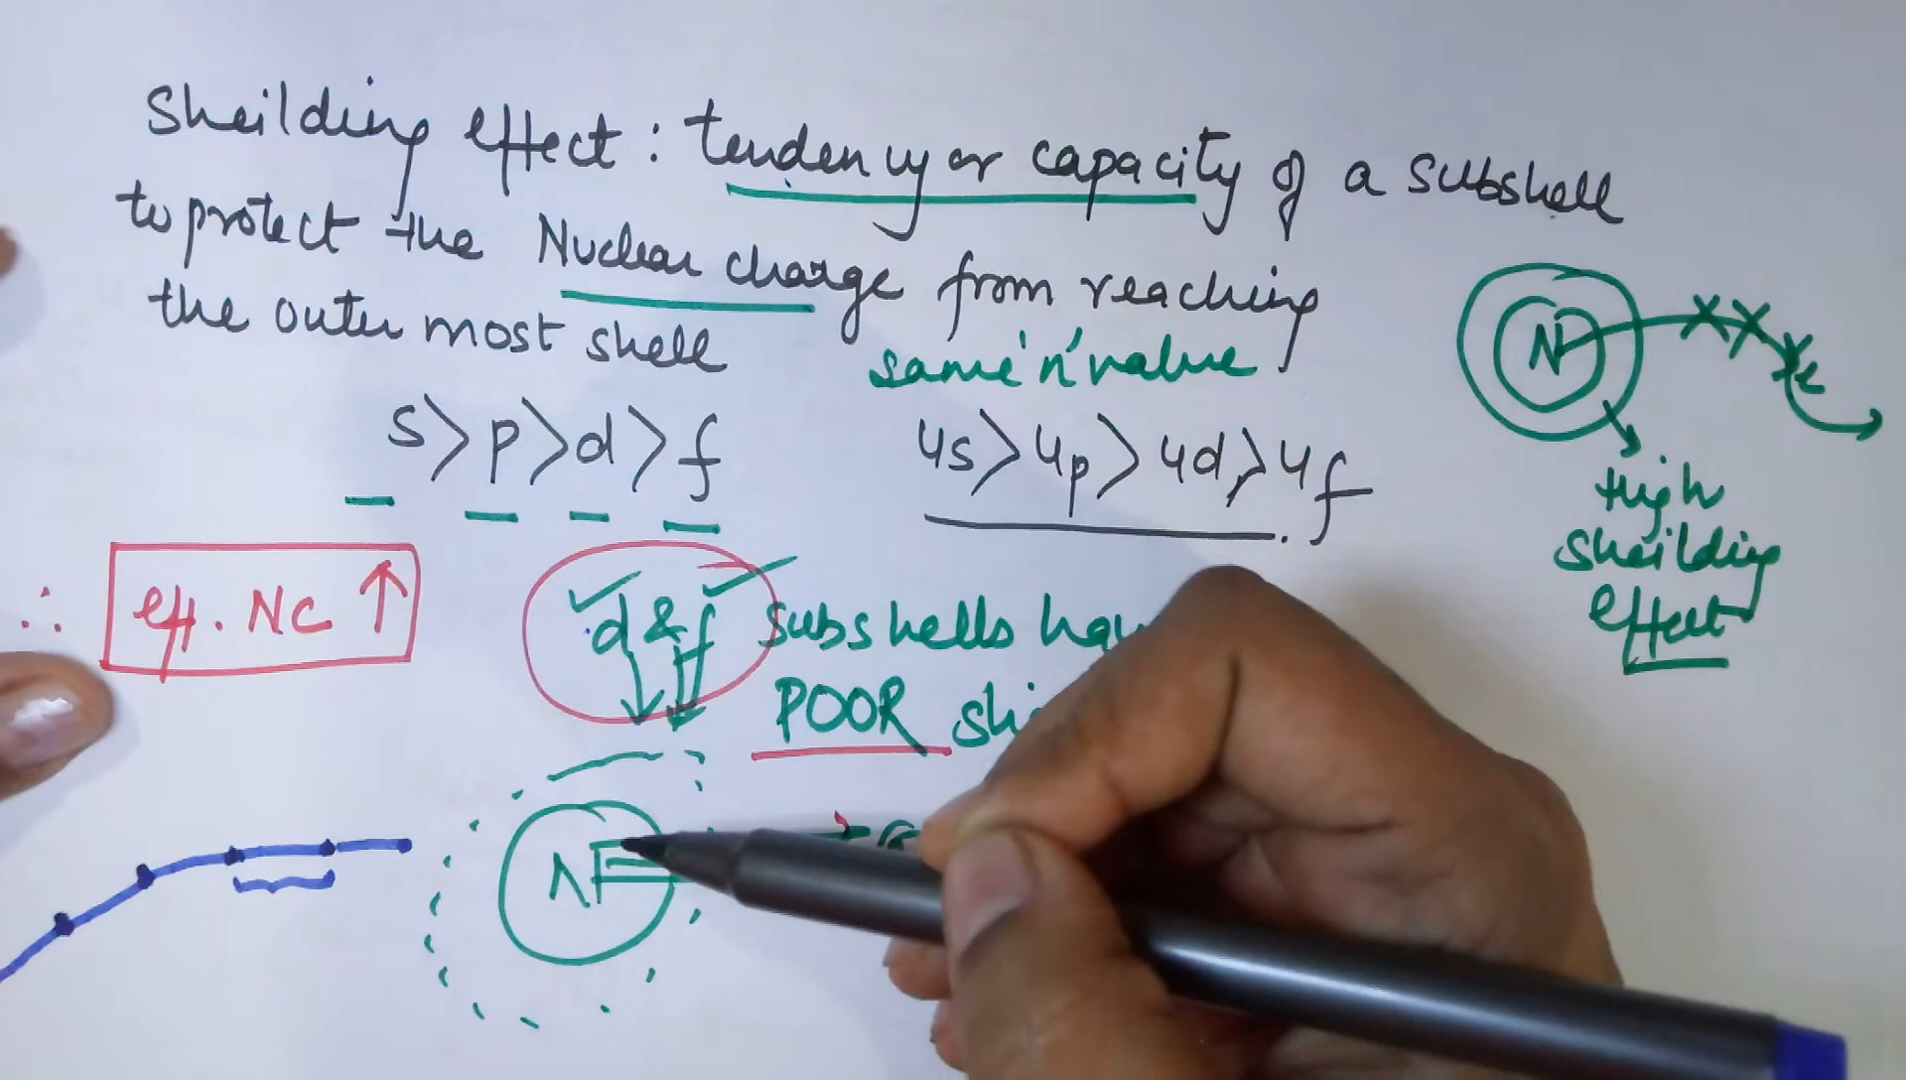 Sheilding effect: tendency or capacity of a subshell
to protect the Nuclear charge from reaching
the outer most shell
same 'n' value
s > p > d > f
4s > 4p > 4d > 4f
N
High
sheilding
effect
∴ eff. NC ↑
d & f subshells hav
POOR
N